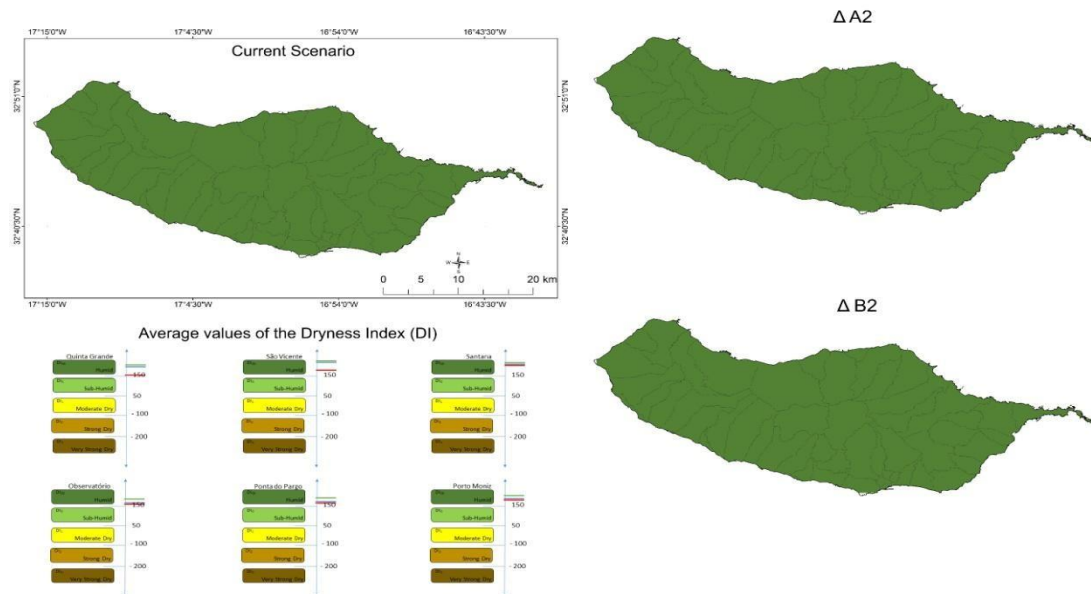 Δ A2
17°15'0"W
17°4'30"W
16°54'0"W
16°43'30"W
Current Scenario
32°51'0"N
32°51'0"N
32°40'30"N
32°40'30"N
N
W
E
S
0 5 10 20 km
17°15'0"W
17°4'30"W
16°54'0"W
16°43'30"W
Δ B2
Average values of the Dryness Index (DI)
Quinta Grande
Humid
150
Sub-Humid
50
Moderate Dry
- 100
Strong Dry
- 200
Very Strong Dry
São Vicente
Humid
150
Sub-Humid
50
Moderate Dry
- 100
Strong Dry
- 200
Very Strong Dry
Santana
Humid
150
Sub-Humid
50
Moderate Dry
- 100
Strong Dry
- 200
Very Strong Dry
Observatório
Humid
150
Sub-Humid
50
Moderate Dry
- 100
Strong Dry
- 200
Very Strong Dry
Ponta do Pargo
Humid
150
Sub-Humid
50
Moderate Dry
- 100
Strong Dry
- 200
Very Strong Dry
Porto Moniz
Humid
150
Sub-Humid
50
Moderate Dry
- 100
Strong Dry
- 200
Very Strong Dry